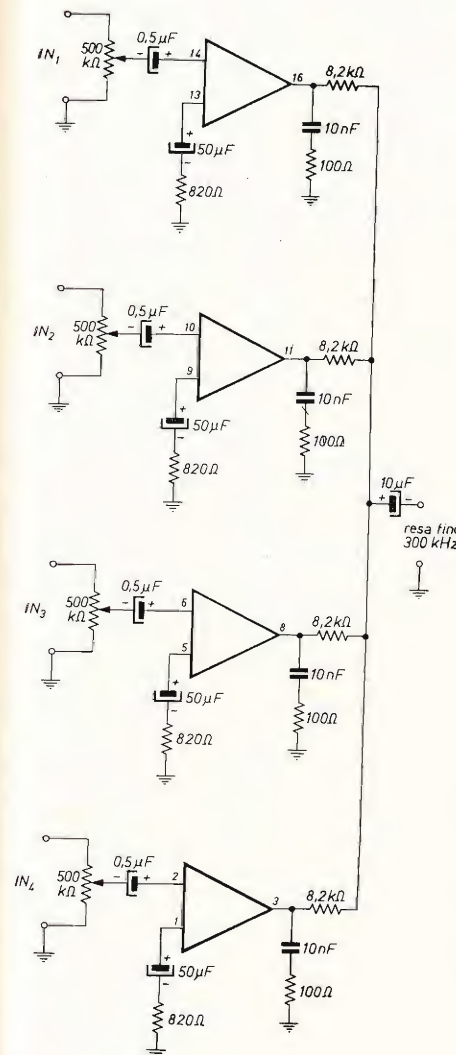 IN1
500
kΩ
0,5µF
- +
14
13
+
50µF
-
820Ω
16
8,2kΩ
10nF
100Ω
IN2
500
kΩ
0,5µF
- +
10
9
+
50µF
-
820Ω
11
8,2kΩ
10nF
100Ω
10µF
+ -
resa fino
300 kHz
IN3
500
kΩ
0,5µF
- +
6
5
+
50µF
-
820Ω
8
8,2kΩ
10nF
100Ω
IN4
500
kΩ
0,5µF
- +
2
1
+
50µF
-
820Ω
3
8,2kΩ
10nF
100Ω